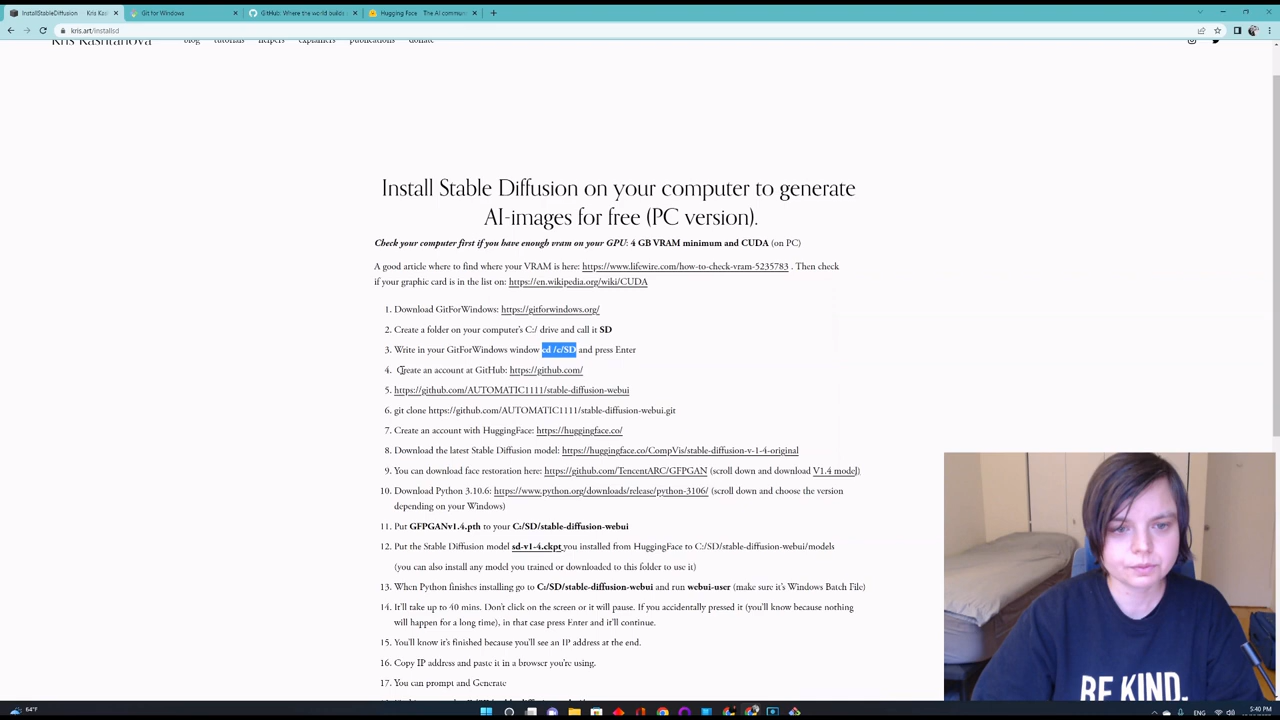 InstallStableDiffusion — Kris Kas
Git for Windows
GitHub: Where the world builds
Hugging Face – The AI commun
kris.art/installsd
Kris Kashtanova
blog tutorials helpers explainers publications donate
Install Stable Diffusion on your computer to generate
AI-images for free (PC version).
Check your computer first if you have enough vram on your GPU: 4 GB VRAM minimum and CUDA (on PC)
A good article where to find where your VRAM is here: https://www.lifewire.com/how-to-check-vram-5235783 . Then check
if your graphic card is in the list on: https://en.wikipedia.org/wiki/CUDA
1. Download GitForWindows: https://gitforwindows.org/
2. Create a folder on your computer's C:/ drive and call it SD
3. Write in your GitForWindows window cd /c/SD and press Enter
4. Create an account at GitHub: https://github.com/
5. https://github.com/AUTOMATIC1111/stable-diffusion-webui
6. git clone https://github.com/AUTOMATIC1111/stable-diffusion-webui.git
7. Create an account with HuggingFace: https://huggingface.co/
8. Download the latest Stable Diffusion model: https://huggingface.co/CompVis/stable-diffusion-v-1-4-original
9. You can download face restoration here: https://github.com/TencentARC/GFPGAN (scroll down and download V1.4 model)
10. Download Python 3.10.6: https://www.python.org/downloads/release/python-3106/ (scroll down and choose the version
depending on your Windows)
11. Put GFPGANv1.4.pth to your C:/SD/stable-diffusion-webui
12. Put the Stable Diffusion model sd-v1-4.ckpt you installed from HuggingFace to C:/SD/stable-diffusion-webui/models
(you can also install any model you trained or downloaded to this folder to use it)
13. When Python finishes installing go to C:/SD/stable-diffusion-webui and run webui-user (make sure it's Windows Batch File)
14. It'll take up to 40 mins. Don't click on the screen or it will pause. If you accidentally pressed it (you'll know because nothing
will happen for a long time), in that case press Enter and it'll continue.
15. You'll know it's finished because you'll see an IP address at the end.
16. Copy IP address and paste it in a browser you're using.
17. You can prompt and Generate
BE KIND.
64°F
ENG
5:40 PM